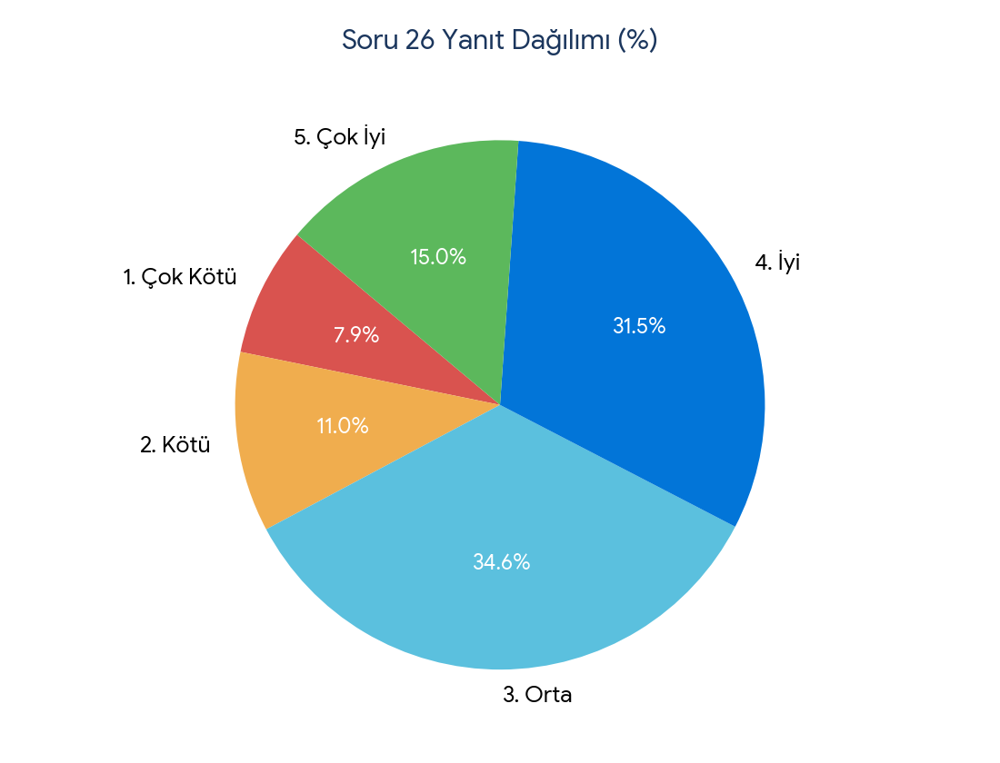 Soru 26 Yanıt Dağılımı (%)
5. Çok İyi
15.0%
4. İyi
31.5%
1. Çok Kötü
7.9%
2. Kötü
11.0%
34.6%
3. Orta